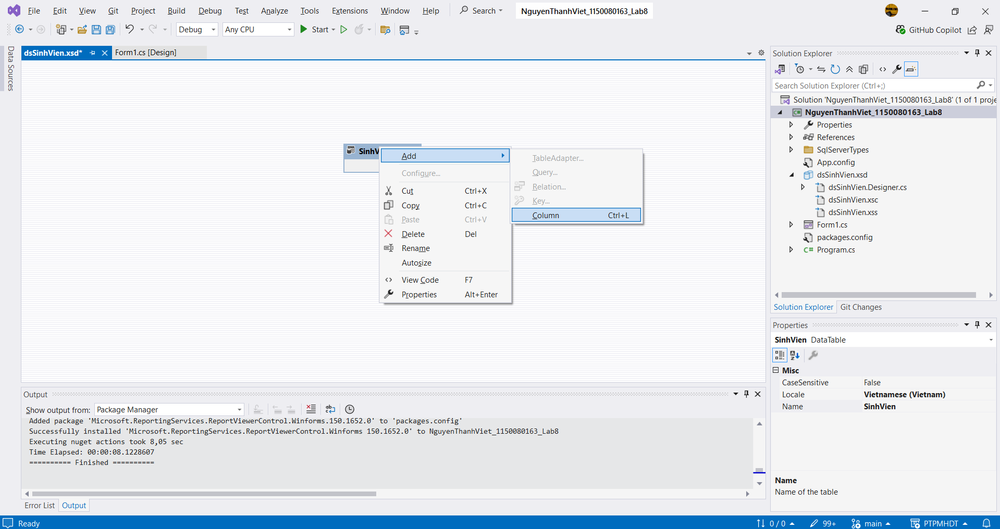 File Edit View Git Project Build Debug Test Analyze Tools Extensions Window Help Search NguyenThanhViet_1150080163_Lab8
Debug Any CPU Start GitHub Copilot
Data Sources
dsSinhVien.xsd* Form1.cs [Design]
SinhV
Add
Configure...
Cut Ctrl+X
Copy Ctrl+C
Paste Ctrl+V
Delete Del
Rename
Autosize
View Code F7
Properties Alt+Enter
TableAdapter...
Query...
Relation...
Key...
Column Ctrl+L
Solution Explorer
Search Solution Explorer (Ctrl+;)
Solution 'NguyenThanhViet_1150080163_Lab8' (1 of 1 proje
NguyenThanhViet_1150080163_Lab8
Properties
References
SqlServerTypes
App.config
dsSinhVien.xsd
dsSinhVien.Designer.cs
dsSinhVien.xsc
dsSinhVien.xss
Form1.cs
packages.config
Program.cs
Solution Explorer Git Changes
Properties
SinhVien DataTable
Misc
CaseSensitive False
Locale Vietnamese (Vietnam)
Name SinhVien
Name
Name of the table
Output
Show output from: Package Manager
Added package 'Microsoft.ReportingServices.ReportViewerControl.Winforms.150.1652.0' to 'packages.config'
Successfully installed 'Microsoft.ReportingServices.ReportViewerControl.Winforms 150.1652.0' to NguyenThanhViet_1150080163_Lab8
Executing nuget actions took 8,05 sec
Time Elapsed: 00:00:08.1228607
========== Finished ==========
Error List Output
Ready 0 / 0 99+ main PTPMHDT